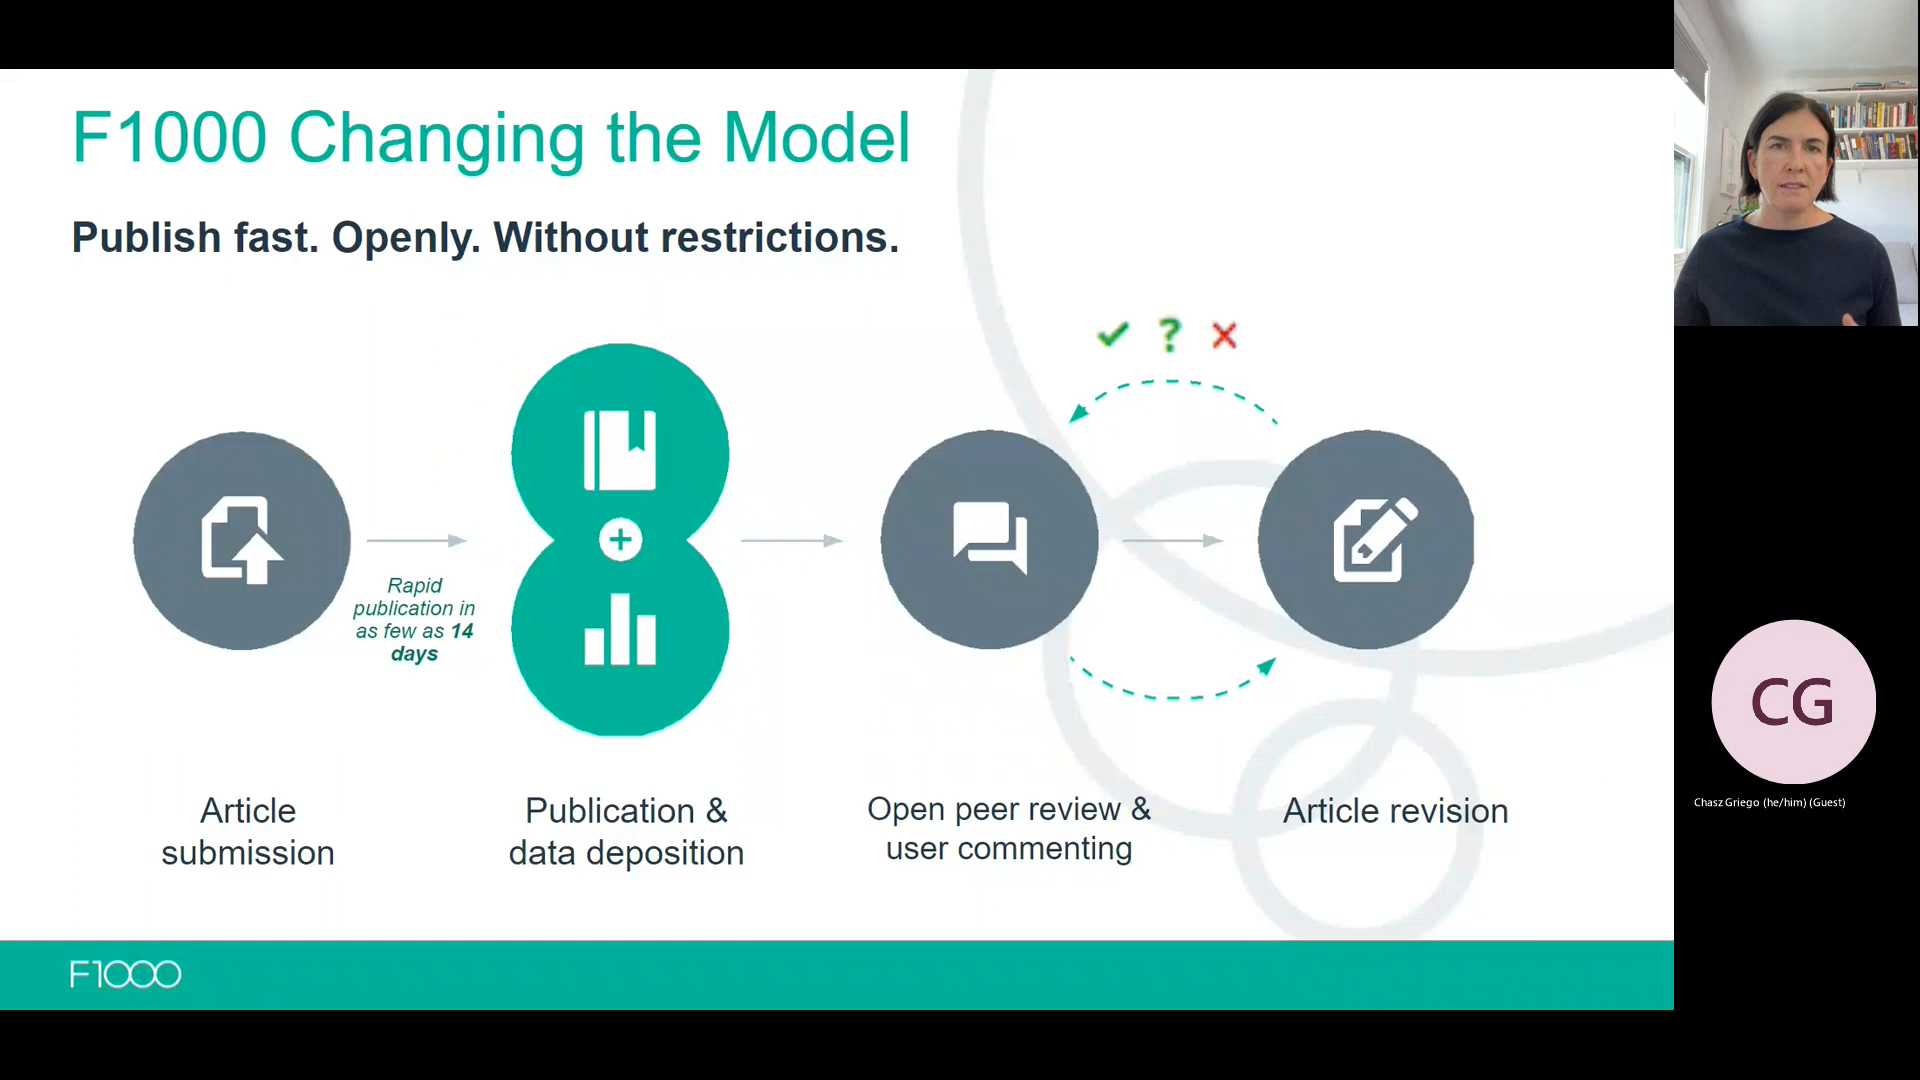 F1000 Changing the Model
Publish fast. Openly. Without restrictions.
Rapid
publication in
as few as 14
days
Article
submission
Publication &
data deposition
Open peer review &
user commenting
Article revision
F1000
CG
Chasz Griego (he/him) (Guest)